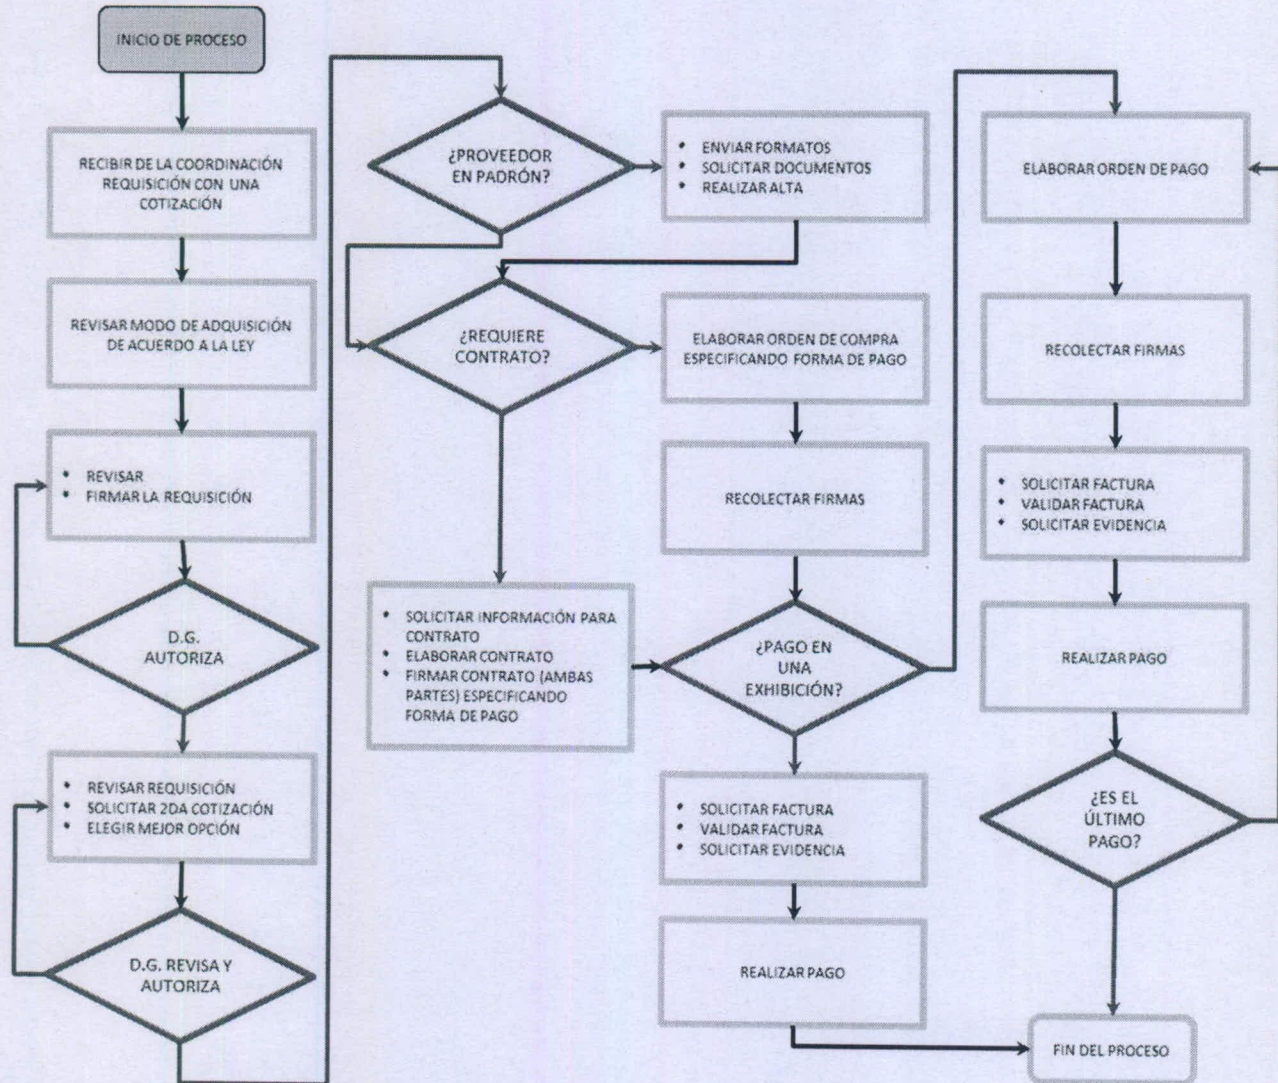 INICIO DE PROCESO
RECIBIR DE LA COORDINACIÓN
REQUISICIÓN CON UNA
COTIZACIÓN
REVISAR MODO DE ADQUISICIÓN
DE ACUERDO A LA LEY
• REVISAR
• FIRMAR LA REQUISICIÓN
D.G.
AUTORIZA
• REVISAR REQUISICIÓN
• SOLICITAR 2DA COTIZACIÓN
• ELEGIR MEJOR OPCIÓN
D.G. REVISA Y
AUTORIZA
¿PROVEEDOR
EN PADRÓN?
• ENVIAR FORMATOS
• SOLICITAR DOCUMENTOS
• REALIZAR ALTA
¿REQUIERE
CONTRATO?
ELABORAR ORDEN DE COMPRA
ESPECIFICANDO FORMA DE PAGO
RECOLECTAR FIRMAS
• SOLICITAR INFORMACIÓN PARA
CONTRATO
• ELABORAR CONTRATO
• FIRMAR CONTRATO (AMBAS
PARTES) ESPECIFICANDO
FORMA DE PAGO
¿PAGO EN
UNA
EXHIBICIÓN?
• SOLICITAR FACTURA
• VALIDAR FACTURA
• SOLICITAR EVIDENCIA
REALIZAR PAGO
ELABORAR ORDEN DE PAGO
RECOLECTAR FIRMAS
• SOLICITAR FACTURA
• VALIDAR FACTURA
• SOLICITAR EVIDENCIA
REALIZAR PAGO
¿ES EL
ÚLTIMO
PAGO?
FIN DEL PROCESO